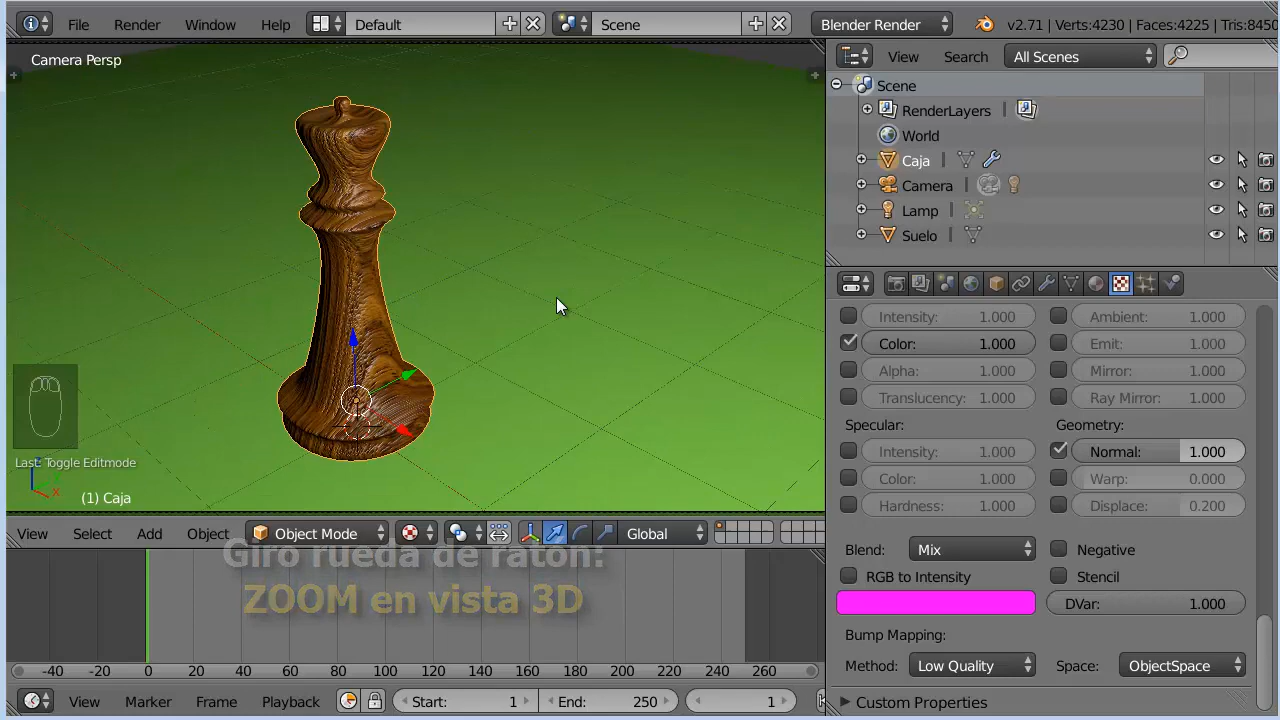 File Render Window Help Default Scene Blender Render v2.71 | Verts:4230 | Faces:4225 | Tris:8450
Camera Persp
View Search All Scenes
Scene
RenderLayers |
World
Caja |
Camera |
Lamp |
Suelo |
Intensity: 1.000 Ambient: 1.000
Color: 1.000 Emit: 1.000
Alpha: 1.000 Mirror: 1.000
Translucency: 1.000 Ray Mirror: 1.000
Specular: Geometry:
Intensity: 1.000 Normal: 1.000
Color: 1.000 Warp: 0.000
Hardness: 1.000 Displace: 0.200
Blend: Mix Negative
RGB to Intensity Stencil
DVar: 1.000
Bump Mapping:
Method: Low Quality Space: ObjectSpace
Custom Properties
Last: Toggle Editmode
x
(1) Caja
View Select Add Object Object Mode Global
Giro rueda de ratón:
ZOOM en vista 3D
-40 -20 0 20 40 60 80 100 120 140 160 180 200 220 240 260
View Marker Frame Playback Start: 1 End: 250 1